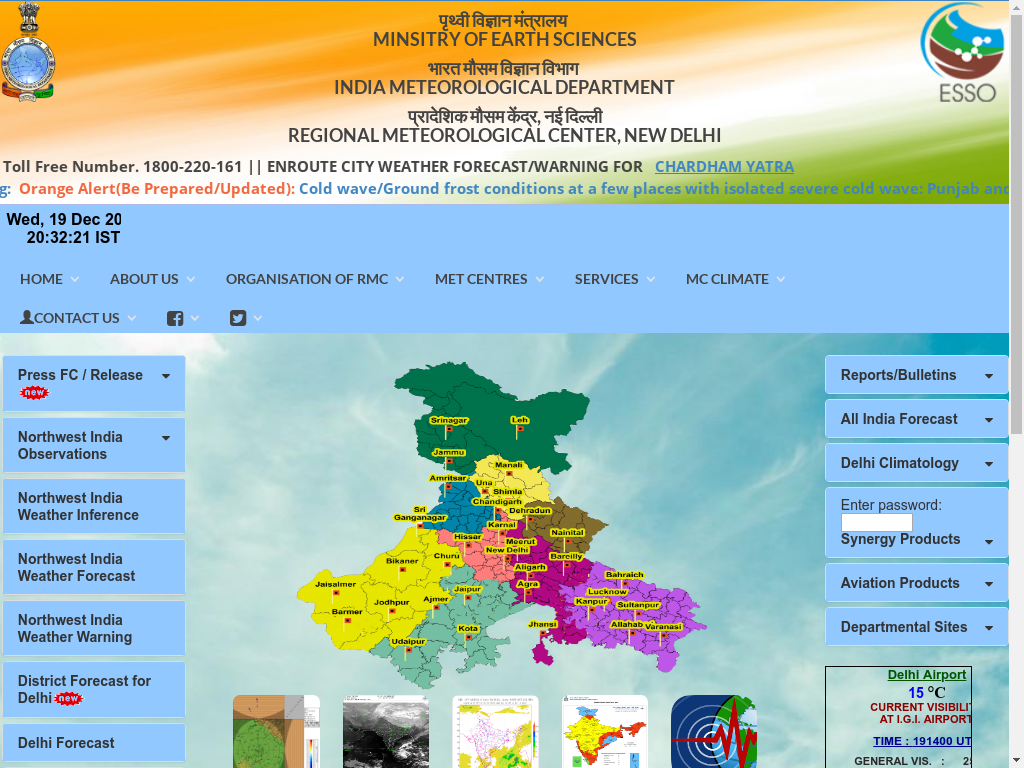 पृथ्वी विज्ञान मंत्रालय
MINSITRY OF EARTH SCIENCES
भारत मौसम विज्ञान विभाग
INDIA METEOROLOGICAL DEPARTMENT
प्रादेशिक मौसम केंद्र, नई दिल्ली
REGIONAL METEOROLOGICAL CENTER, NEW DELHI
ESSO
Toll Free Number. 1800-220-161 || ENROUTE CITY WEATHER FORECAST/WARNING FOR CHARDHAM YATRA
g: Orange Alert(Be Prepared/Updated): Cold wave/Ground frost conditions at a few places with isolated severe cold wave: Punjab and
Wed, 19 Dec 20
20:32:21 IST
HOME ABOUT US ORGANISATION OF RMC MET CENTRES SERVICES MC CLIMATE
CONTACT US
Press FC / Release
new
Northwest India
Observations
Northwest India
Weather Inference
Northwest India
Weather Forecast
Northwest India
Weather Warning
District Forecast for
Delhi new
Delhi Forecast
Srinagar
Leh
Jammu
Manali
Amritsar
Una
Shimla
Chandigarh
Sri
Ganganagar
Dehradun
Karnal
Nainital
Hissar
Meerut
New Delhi
Churu
Bareilly
Bikaner
Aligarh
Jaisalmer
Agra
Bahraich
Jaipur
Lucknow
Ajmer
Jodhpur
Kanpur
Sultanpur
Barmer
Jhansi
Allahab
Varanasi
Kota
Udaipur
Reports/Bulletins
All India Forecast
Delhi Climatology
Enter password:
Synergy Products
Aviation Products
Departmental Sites
Delhi Airport
15 °C
CURRENT VISIBILI
AT I.G.I. AIRPORT
TIME : 191400 UT
GENERAL VIS. : 2